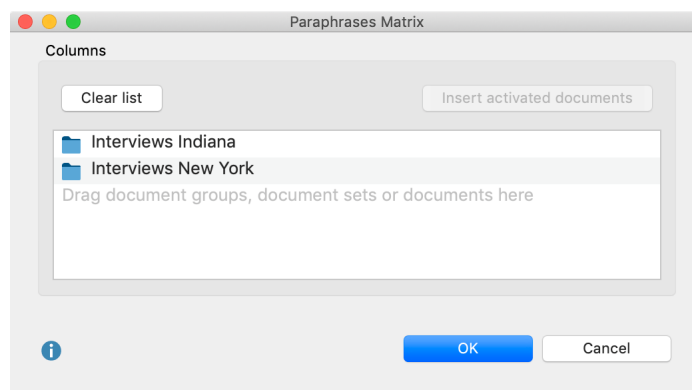 Paraphrases Matrix
Columns
Clear list
Insert activated documents
Interviews Indiana
Interviews New York
Drag document groups, document sets or documents here
OK
Cancel